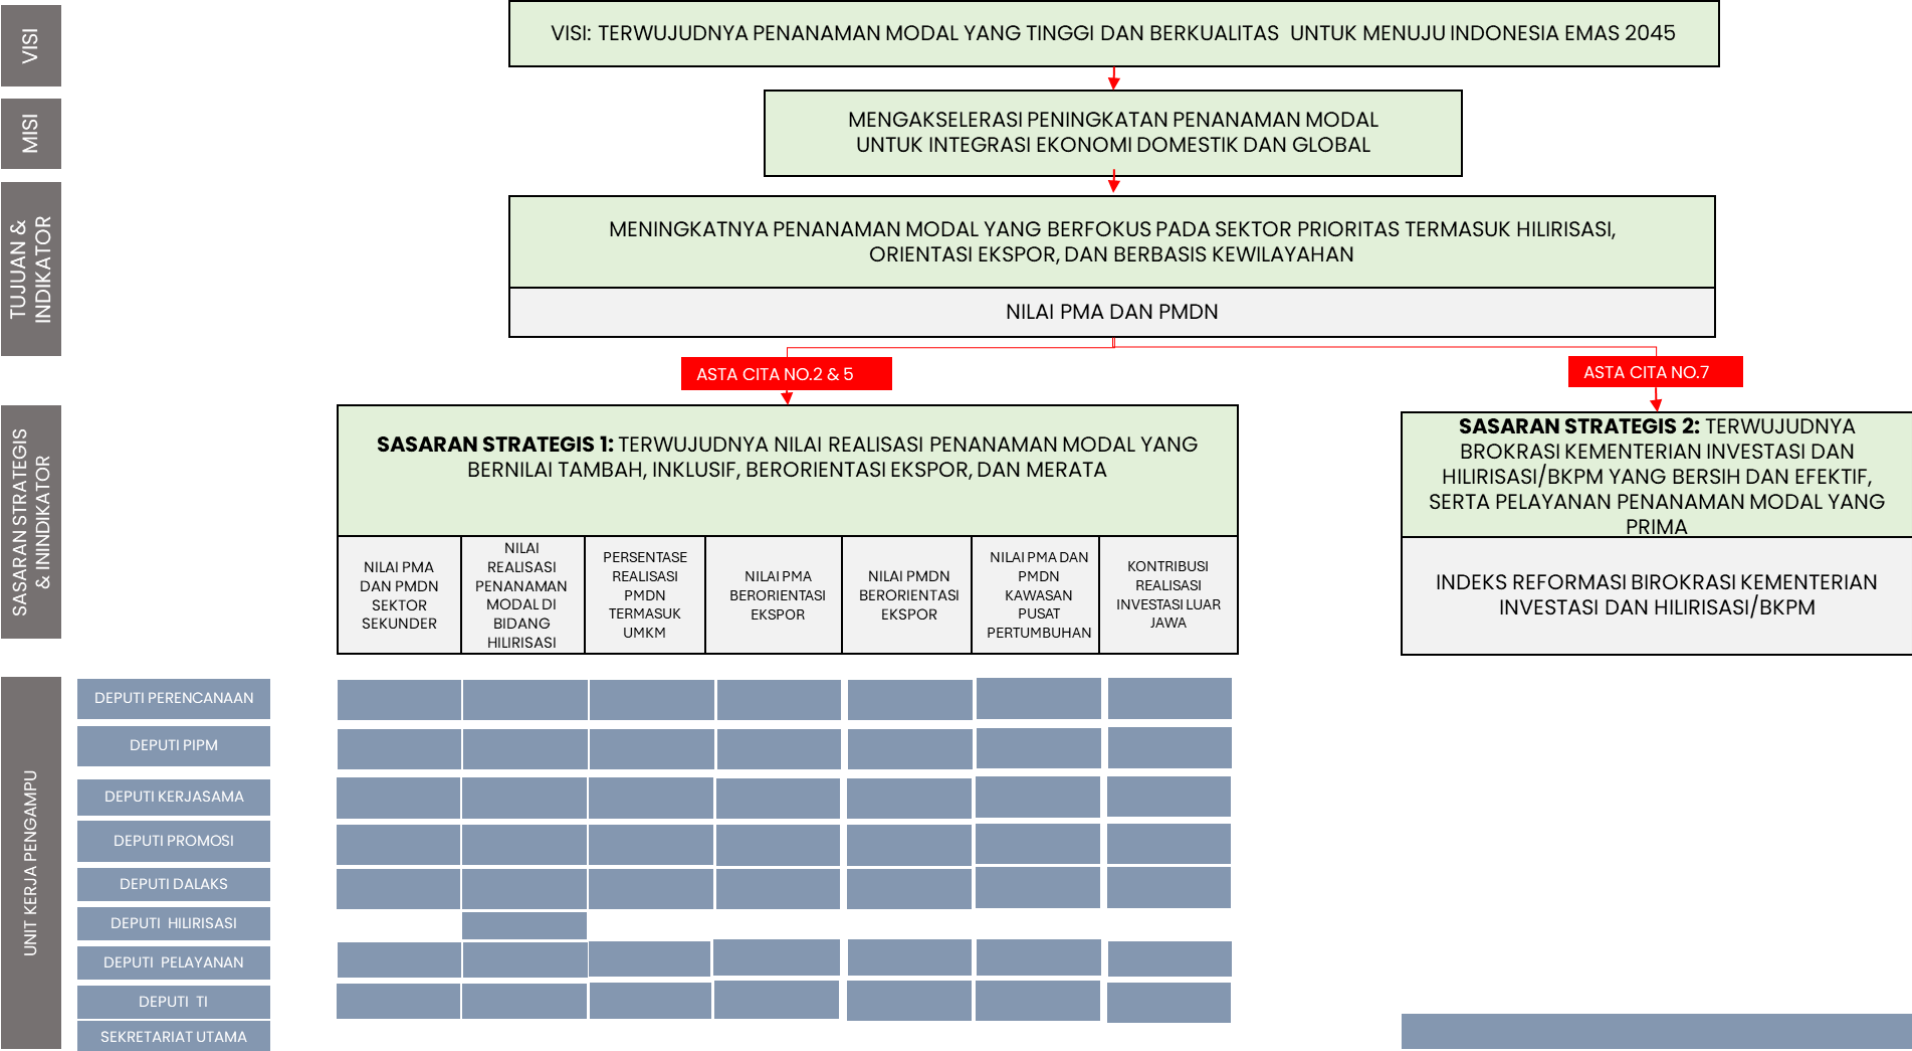 VISI
VISI: TERWUJUDNYA PENANAMAN MODAL YANG TINGGI DAN BERKUALITAS UNTUK MENUJU INDONESIA EMAS 2045
MISI
MENGAKSELERASI PENINGKATAN PENANAMAN MODAL
UNTUK INTEGRASI EKONOMI DOMESTIK DAN GLOBAL
TUJUAN &
INDIKATOR
MENINGKATNYA PENANAMAN MODAL YANG BERFOKUS PADA SEKTOR PRIORITAS TERMASUK HILIRISASI,
ORIENTASI EKSPOR, DAN BERBASIS KEWILAYAHAN
NILAI PMA DAN PMDN
ASTA CITA NO.2 & 5
ASTA CITA NO.7
SASARAN STRATEGIS
& ININDIKATOR
SASARAN STRATEGIS 1: TERWUJUDNYA NILAI REALISASI PENANAMAN MODAL YANG
BERNILAI TAMBAH, INKLUSIF, BERORIENTASI EKSPOR, DAN MERATA
NILAI PMA
DAN PMDN
SEKTOR
SEKUNDER
NILAI
REALISASI
PENANAMAN
MODAL DI
BIDANG
HILIRISASI
PERSENTASE
REALISASI
PMDN
TERMASUK
UMKM
NILAI PMA
BERORIENTASI
EKSPOR
NILAI PMDN
BERORIENTASI
EKSPOR
NILAI PMA DAN
PMDN
KAWASAN
PUSAT
PERTUMBUHAN
KONTRIBUSI
REALISASI
INVESTASI LUAR
JAWA
SASARAN STRATEGIS 2: TERWUJUDNYA
BROKRASI KEMENTERIAN INVESTASI DAN
HILIRISASI/BKPM YANG BERSIH DAN EFEKTIF,
SERTA PELAYANAN PENANAMAN MODAL YANG
PRIMA
INDEKS REFORMASI BIROKRASI KEMENTERIAN
INVESTASI DAN HILIRISASI/BKPM
UNIT KERJA PENGAMPU
DEPUTI PERENCANAAN
DEPUTI PIPM
DEPUTI KERJASAMA
DEPUTI PROMOSI
DEPUTI DALAKS
DEPUTI HILIRISASI
DEPUTI PELAYANAN
DEPUTI TI
SEKRETARIAT UTAMA